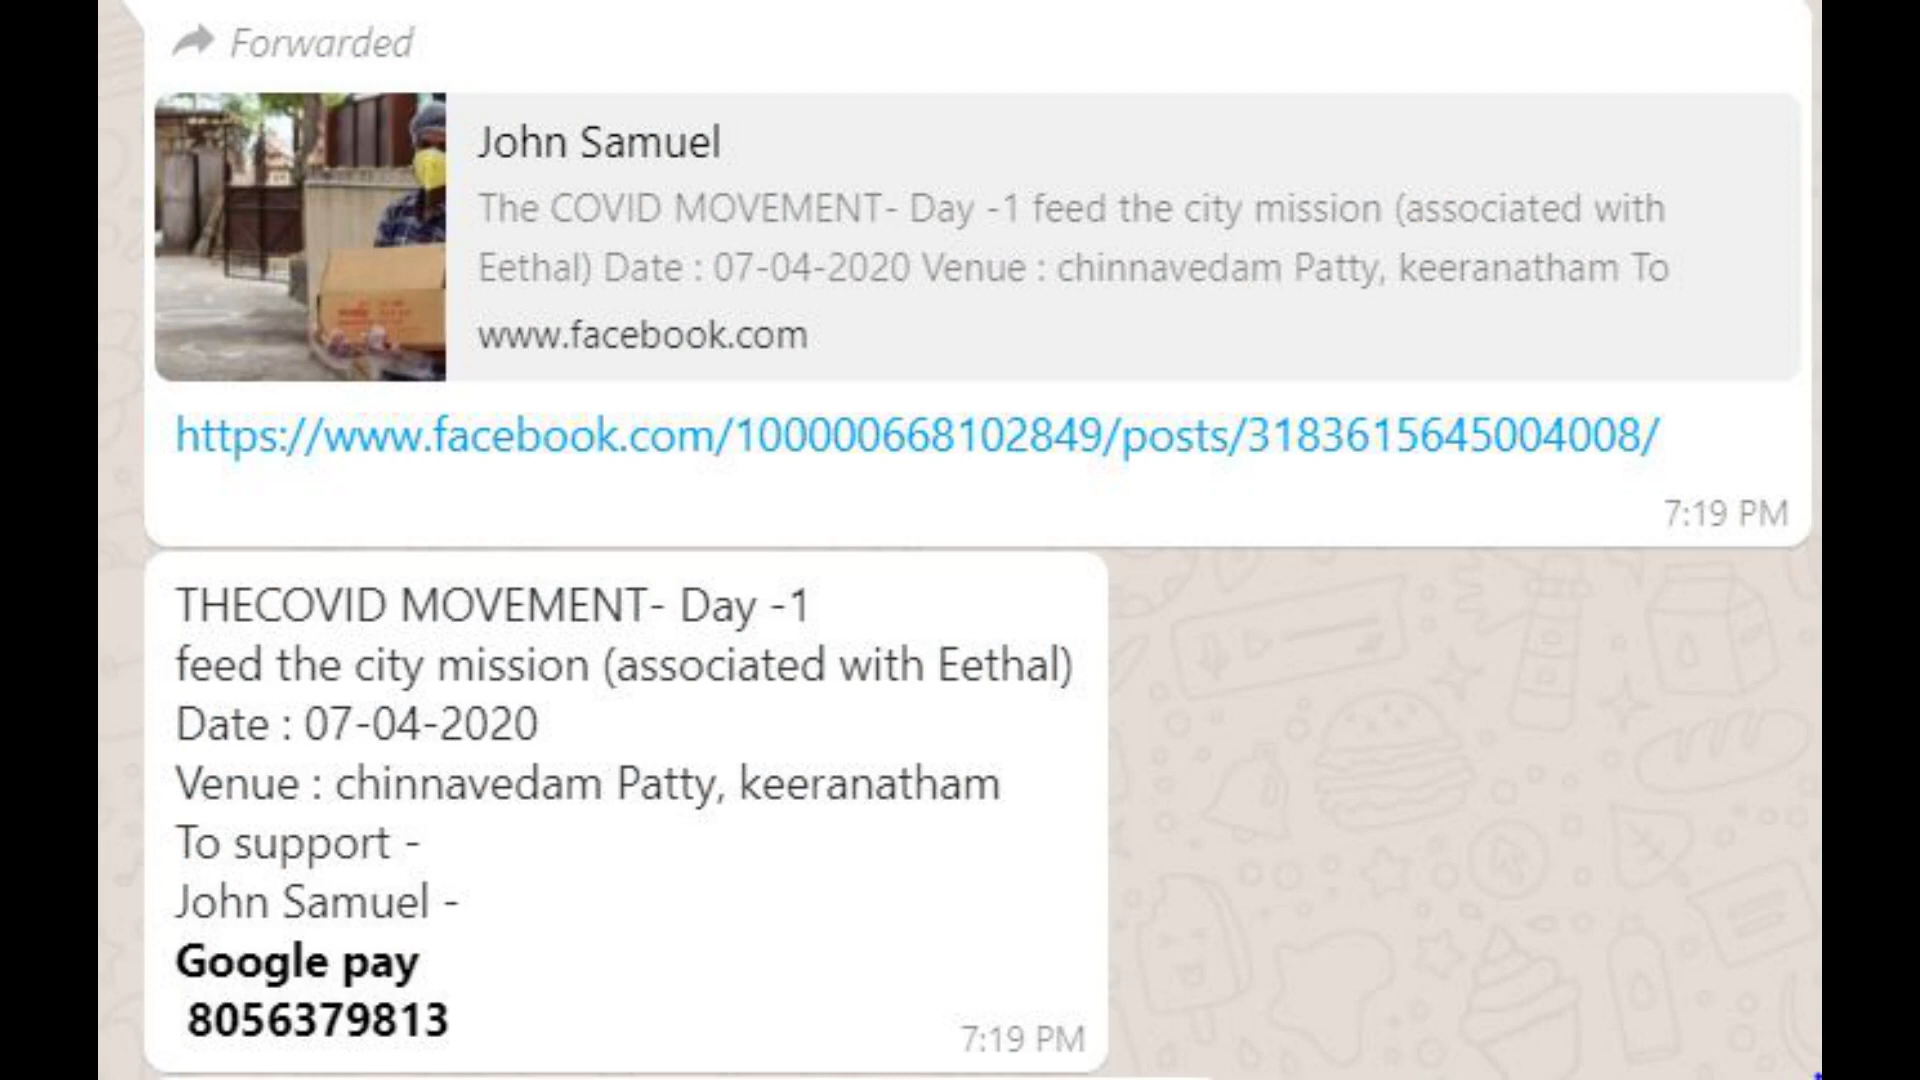 Forwarded
John Samuel
The COVID MOVEMENT- Day -1 feed the city mission (associated with
Eethal) Date : 07-04-2020 Venue : chinnavedam Patty, keeranatham To
www.facebook.com
https://www.facebook.com/100000668102849/posts/3183615645004008/
7:19 PM
THECOVID MOVEMENT- Day -1
feed the city mission (associated with Eethal)
Date : 07-04-2020
Venue : chinnavedam Patty, keeranatham
To support -
John Samuel -
Google pay
8056379813
7:19 PM